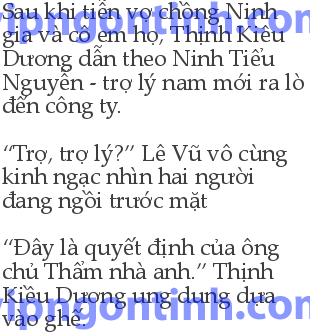 Sau khi tiễn vợ chồng Ninh
gia và cô em họ, Thịnh Kiều
Dương dẫn theo Ninh Tiểu
Nguyễn - trợ lý nam mới ra lò
đến công ty.
“Trợ, trợ lý?” Lê Vũ vô cùng
kinh ngạc nhìn hai người
đang ngồi trước mặt
“Đây là quyết định của ông
chủ Thẩm nhà anh.” Thịnh
Kiều Dương ung dung dựa
vào ghế.